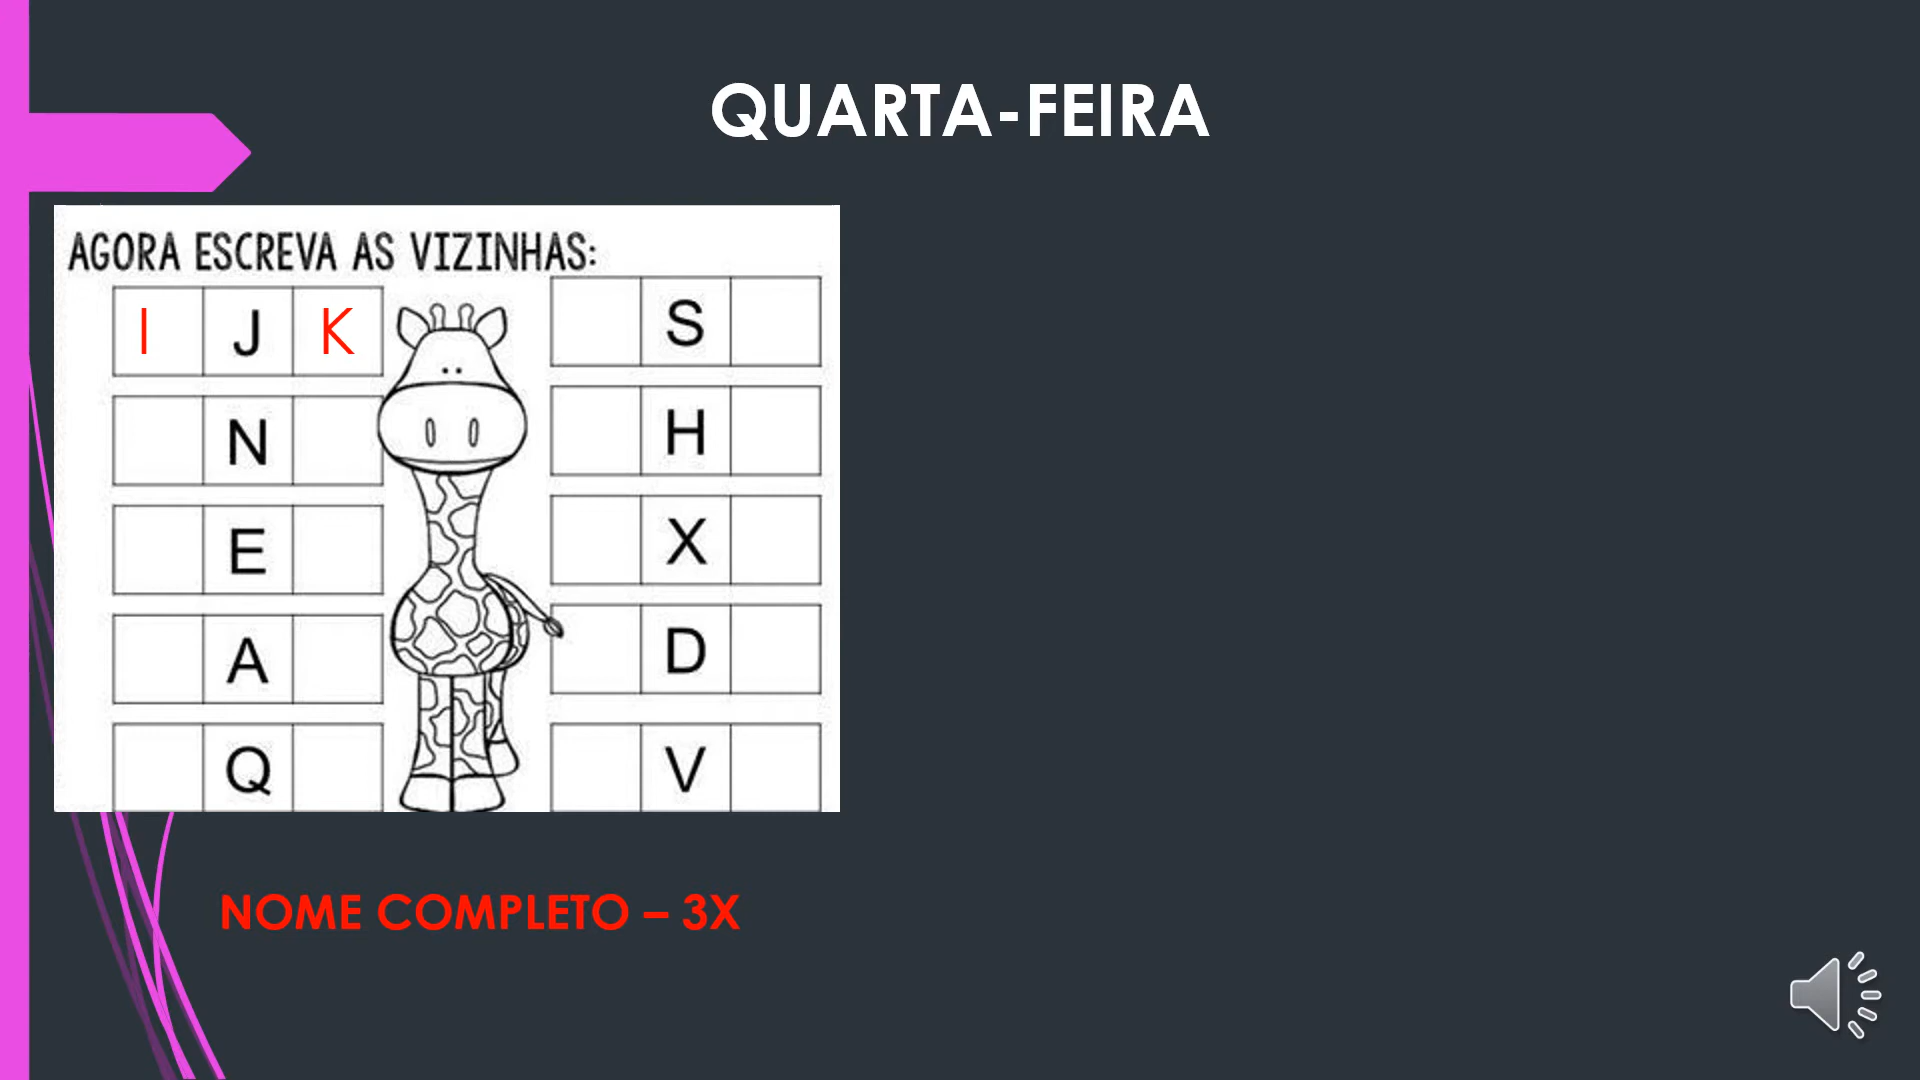 QUARTA-FEIRA
AGORA ESCREVA AS VIZINHAS:
I J K
N
E
A
Q
S
H
X
D
V
NOME COMPLETO – 3X